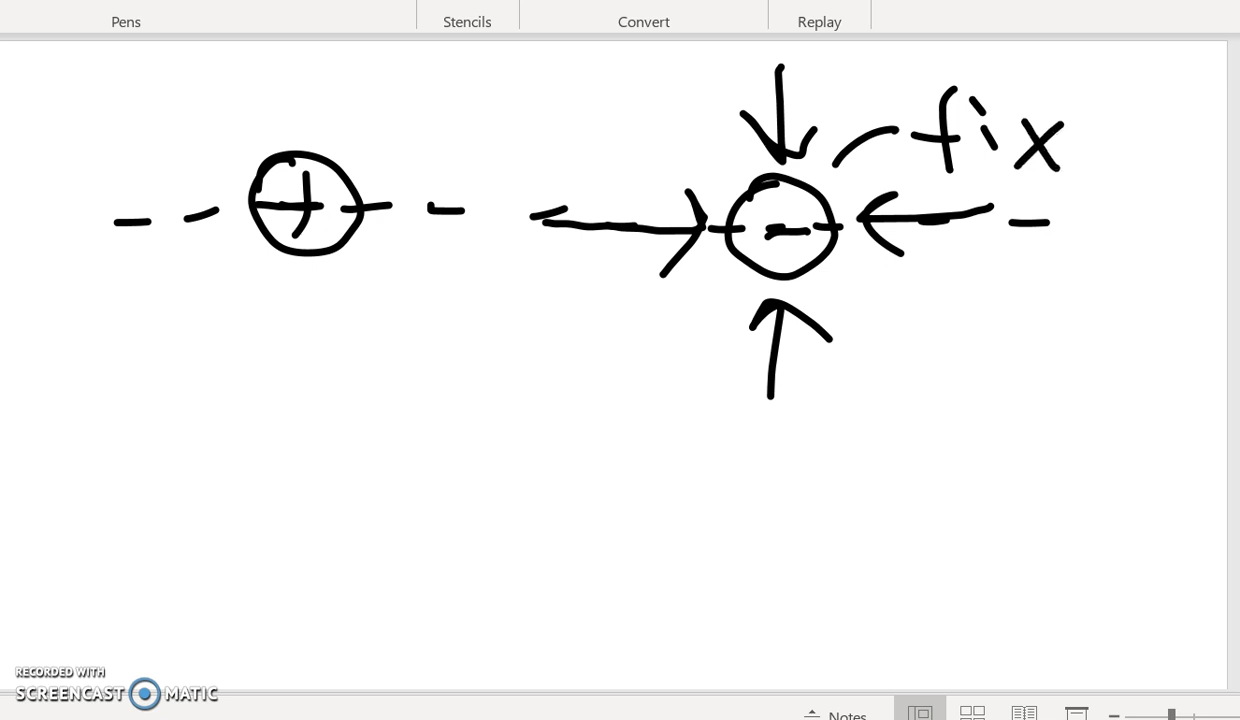 Pens Stencils Convert Replay
fix
+ -
RECORDED WITH
SCREENCAST MATIC
Notes